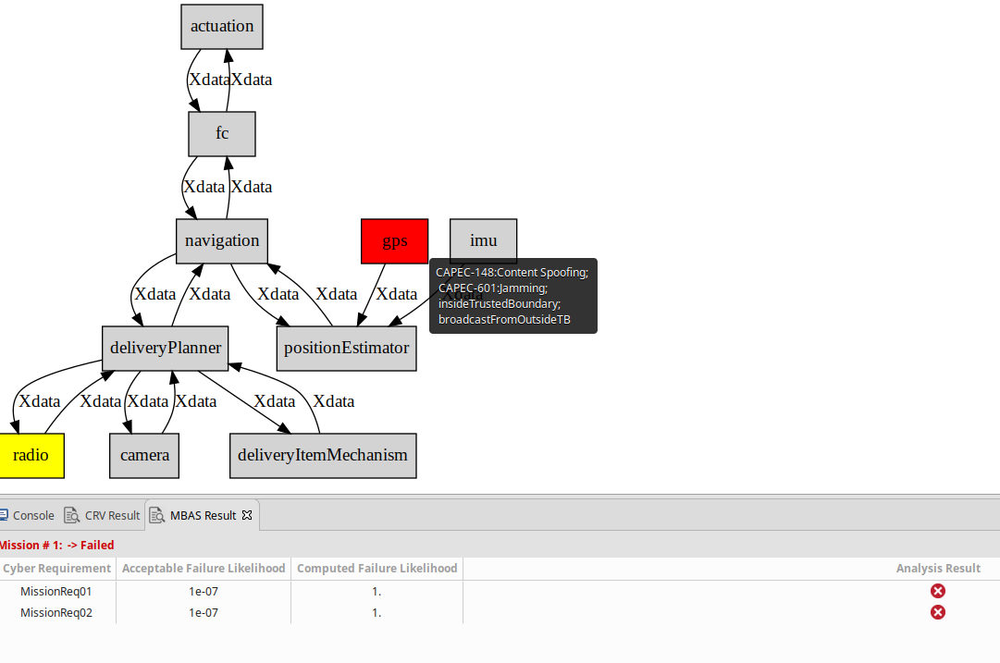 actuation
Xdata Xdata
fc
Xdata Xdata
navigation gps imu
CAPEC-148:Content Spoofing;
CAPEC-601:Jamming;
insideTrustedBoundary;
broadcastFromOutsideTB
Xdata Xdata Xdata Xdata Xdata
deliveryPlanner positionEstimator
Xdata Xdata Xdata Xdata Xdata Xdata
radio camera deliveryItemMechanism
Console CRV Result MBAS Result
Mission # 1: -> Failed
Cyber Requirement Acceptable Failure Likelihood Computed Failure Likelihood Analysis Result
MissionReq01 1e-07 1.
MissionReq02 1e-07 1.